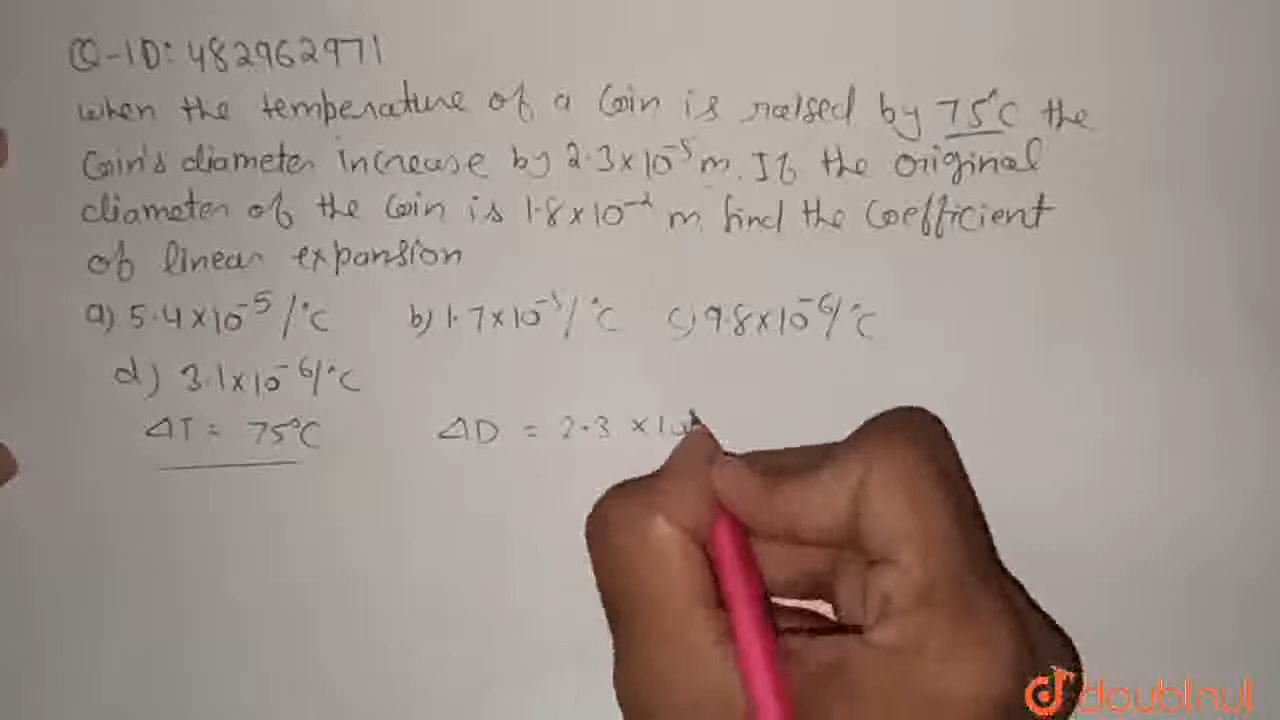 Q-ID: 482962971
when the temperature of a Coin is raised by 75°C the
Coin's diameter increase by 2.3×10⁻⁵ m. If the original
diameter of the Coin is 1.8×10⁻² m find the Coefficient
of linear expansion
a) 5.4×10⁻⁵/°C b) 1.7×10⁻⁵/°C c) 9.8×10⁻⁶/°C
d) 3.1×10⁻⁶/°C
ΔT = 75°C ΔD = 2.3 ×10
doubtnut